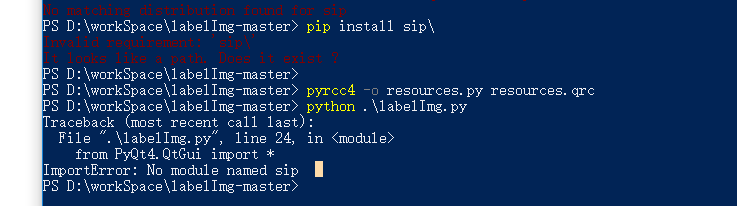 No matching distribution found for sip
PS D:\workSpace\labelImg-master> pip install sip\
Invalid requirement: 'sip\'
It looks like a path. Does it exist ?
PS D:\workSpace\labelImg-master>
PS D:\workSpace\labelImg-master> pyrcc4 -o resources.py resources.qrc
PS D:\workSpace\labelImg-master> python .\labelImg.py
Traceback (most recent call last):
  File ".\labelImg.py", line 24, in <module>
    from PyQt4.QtGui import *
ImportError: No module named sip
PS D:\workSpace\labelImg-master>